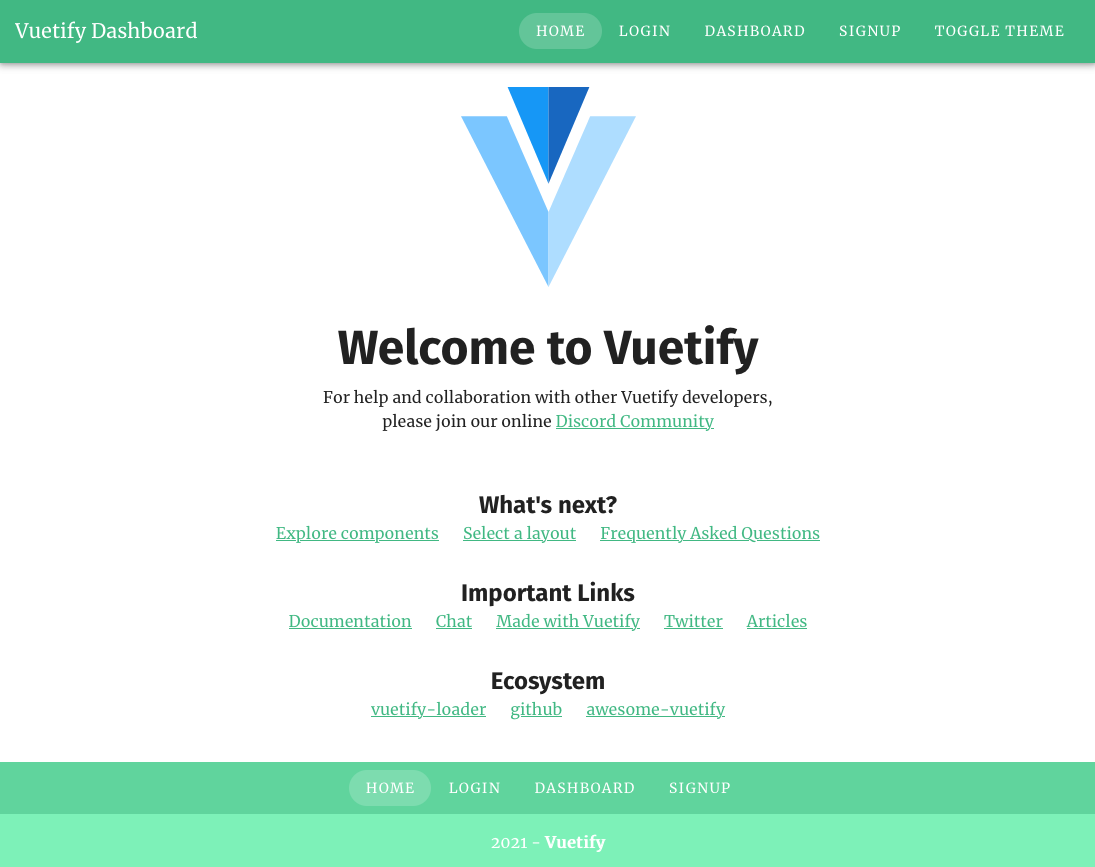 Vuetify Dashboard HOME LOGIN DASHBOARD SIGNUP TOGGLE THEME
Welcome to Vuetify
For help and collaboration with other Vuetify developers,
please join our online Discord Community
What's next?
Explore components Select a layout Frequently Asked Questions
Important Links
Documentation Chat Made with Vuetify Twitter Articles
Ecosystem
vuetify-loader github awesome-vuetify
HOME LOGIN DASHBOARD SIGNUP
2021 - Vuetify